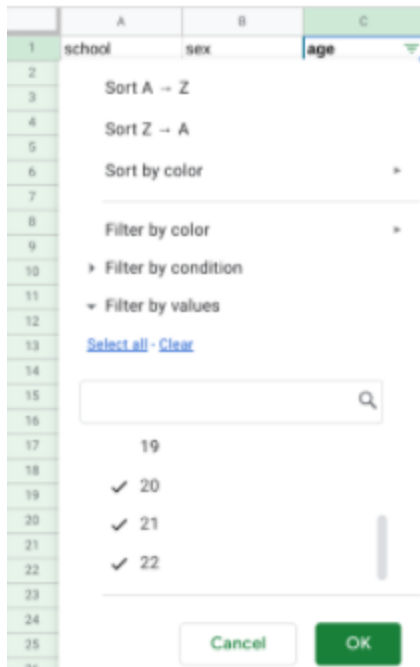 A B C
1 school sex age
2
Sort A → Z
3
4
Sort Z → A
5
6
Sort by color
7
8
Filter by color
9
10
Filter by condition
11
Filter by values
12
13
Select all - Clear
14
15
16
17
19
18
19
20
20
21
21
22
22
23
24
25
Cancel OK